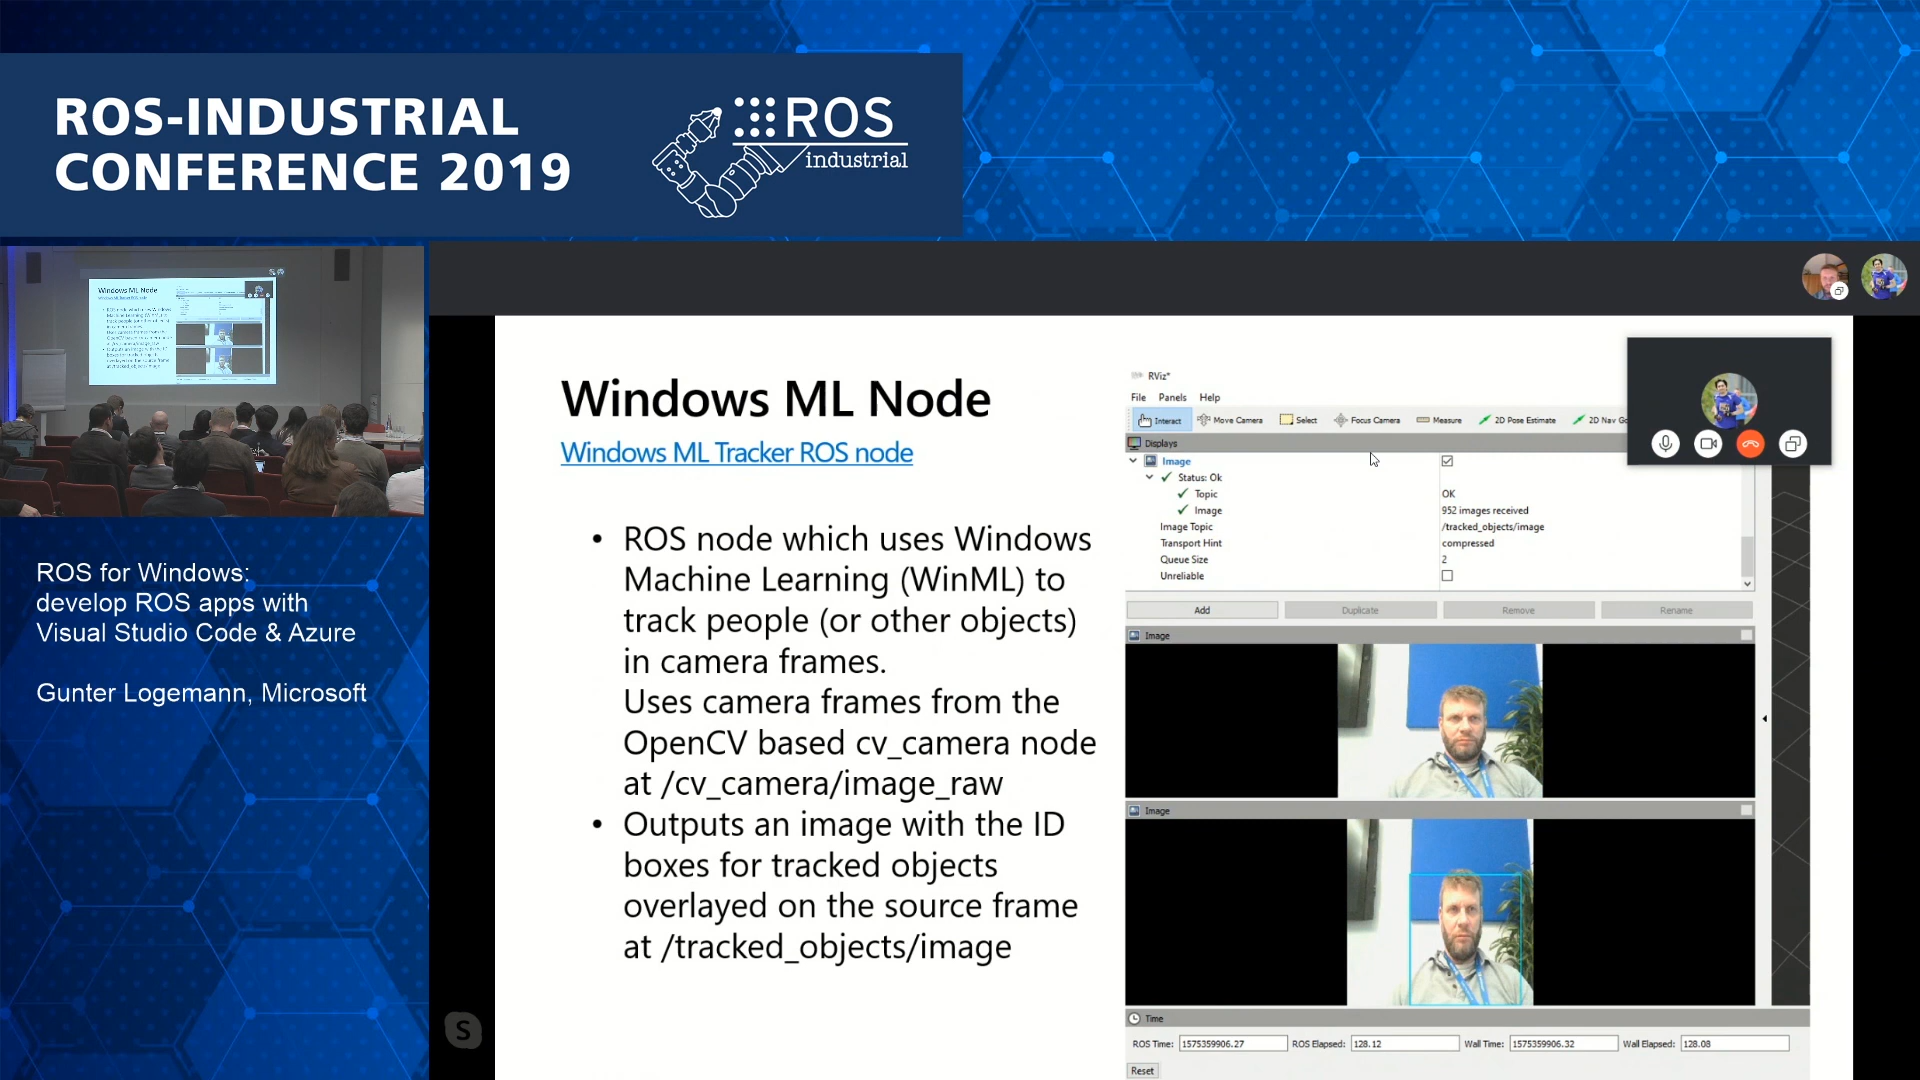 ROS-INDUSTRIAL
CONFERENCE 2019
ROS
industrial
Windows ML Node
ROS for Windows:
develop ROS apps with
Visual Studio Code & Azure
Gunter Logemann, Microsoft
Windows ML Node
Windows ML Tracker ROS node
• ROS node which uses Windows
Machine Learning (WinML) to
track people (or other objects)
in camera frames.
Uses camera frames from the
OpenCV based cv_camera node
at /cv_camera/image_raw
• Outputs an image with the ID
boxes for tracked objects
overlayed on the source frame
at /tracked_objects/image
RViz*
File Panels Help
Interact Move Camera Select Focus Camera Measure 2D Pose Estimate 2D Nav Go
Displays
Image
Status: Ok
Topic OK
Image 952 images received
Image Topic /tracked_objects/image
Transport Hint compressed
Queue Size 2
Unreliable
Add Duplicate Remove Rename
Image
Image
Time
ROS Time: 1575359906.27 ROS Elapsed: 128.12 Wall Time: 1575359906.32 Wall Elapsed: 128.08
Reset
S